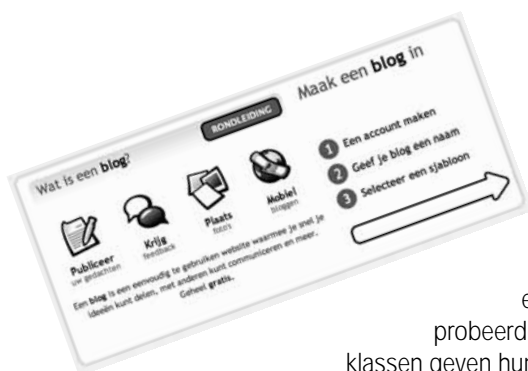 Wat is een blog?
RONDLEIDING
Publiceer
uw gedachten
Krijg
feedback
Plaats
foto's
Mobiel
bloggen
Een blog is een eenvoudig te gebruiken website waarmee je snel je
ideeën kunt delen, met anderen kunt communiceren en meer.
Geheel gratis.
Maak een blog in
1 Een account maken
2 Geef je blog een naam
3 Selecteer een sjabloon
probeerd
klassen geven hun